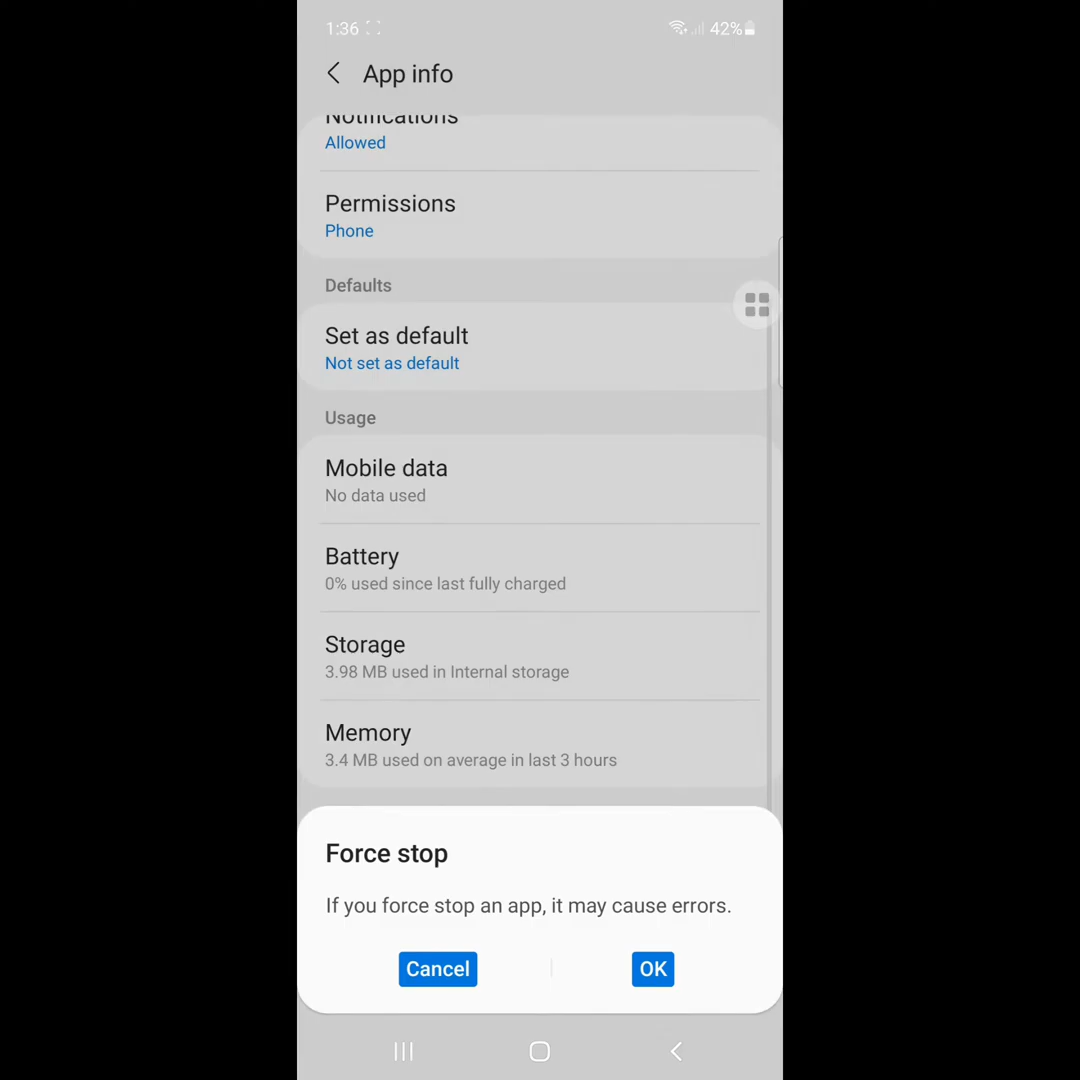 1:36
42%
App info
Notifications
Allowed
Permissions
Phone
Defaults
Set as default
Not set as default
Usage
Mobile data
No data used
Battery
0% used since last fully charged
Storage
3.98 MB used in Internal storage
Memory
3.4 MB used on average in last 3 hours
Force stop
If you force stop an app, it may cause errors.
Cancel
OK